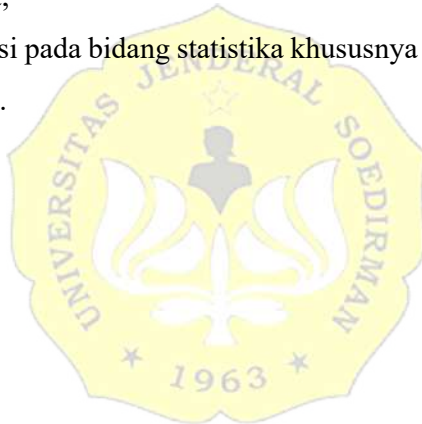 si pada bidang statistika khususnya
.
UNIVERSITAS JENDERAL SOEDIRMAN
1963